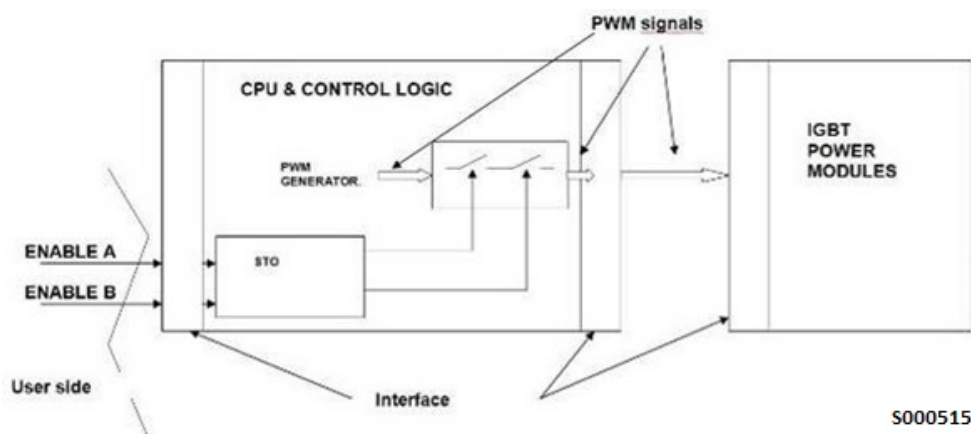 PWM signals
CPU & CONTROL LOGIC
IGBT
POWER
MODULES
PWM
GENERATOR.
ENABLE A
STO
ENABLE B
User side
Interface
S000515